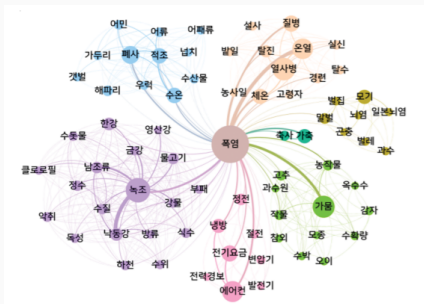 어민
어류
어패류
가두리
폐사
적조
넙치
갯벌
해파리
우럭
수온
수산물
설사
질병
발일
탈진
온열
실신
열사병
경련
탈수
농사일
체온
고령자
모기
벌집
말벌
뇌염
일본뇌염
곤충
벌레
과수
축사
가축
폭염
한강
수돗물
영산강
금강
물고기
클로로필
남조류
정수
녹조
부패
수질
강물
악취
독성
낙동강
방류
식수
하천
수위
정전
냉방
절전
전기요금
변압기
전력경보
에어컨
발전기
농작물
고추
과수원
옥수수
가뭄
감자
작물
참외
모종
수확량
수박
오이